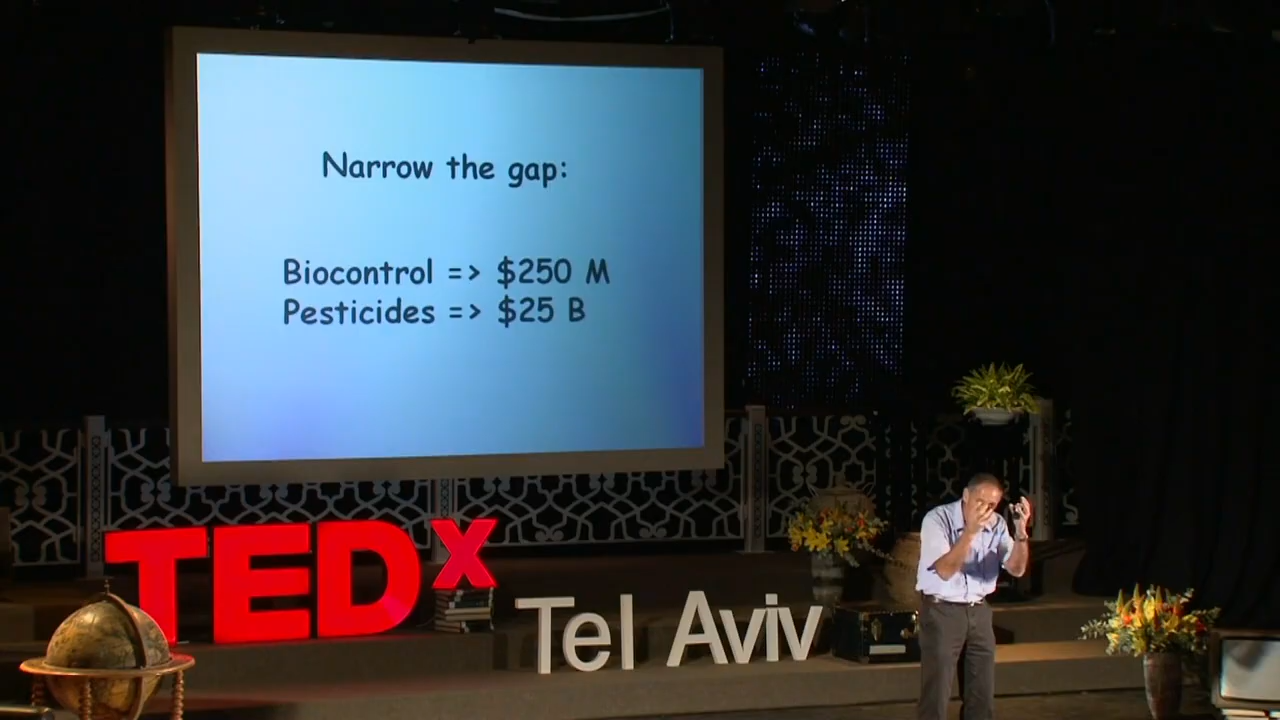 Narrow the gap:
Biocontrol => $250 M
Pesticides => $25 B
TEDx
Tel Aviv